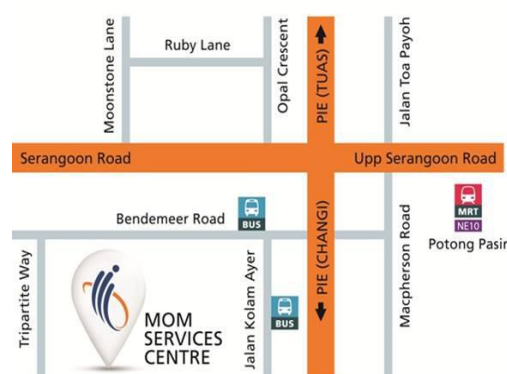 Moonstone Lane
Ruby Lane
Opal Crescent
PIE (TUAS)
Jalan Toa Payoh
Serangoon Road
Upp Serangoon Road
Bendemeer Road
BUS
PIE (CHANGI)
Macpherson Road
MRT
NE10
Potong Pasir
Tripartite Way
MOM
SERVICES
CENTRE
Jalan Kolam Ayer
BUS